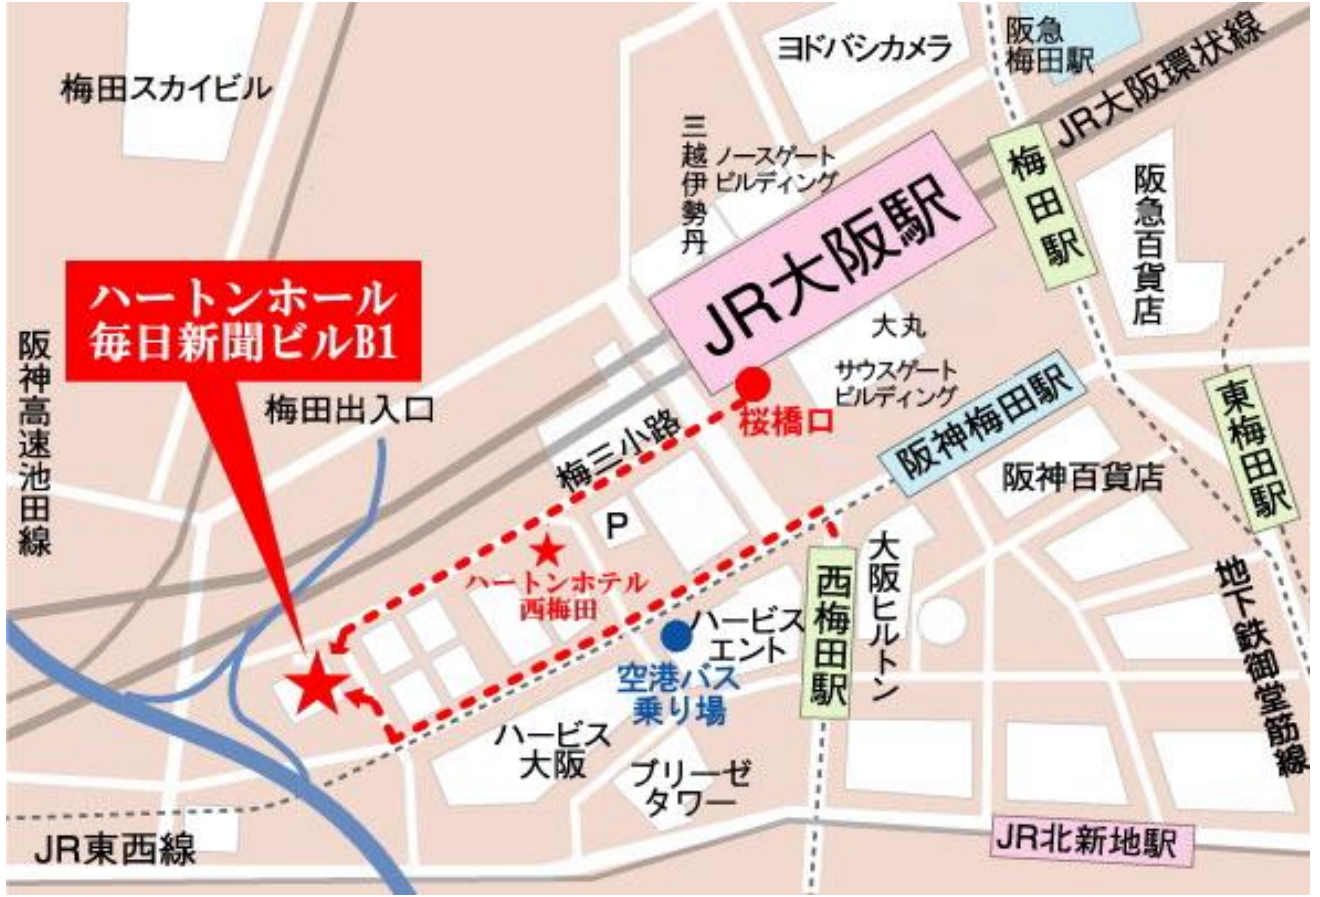 ヨドバシカメラ
阪急
梅田駅
JR大阪環状線
梅田スカイビル
三越伊勢丹
ノースゲート
ビルディング
梅田駅
阪急百貨店
JR大阪駅
ハートンホール
毎日新聞ビルB1
大丸
サウスゲート
ビルディング
阪神高速池田線
梅田出入口
桜橋口
梅三小路
阪神梅田駅
東梅田駅
阪神百貨店
P
ハートンホテル
西梅田
西梅田駅
大阪ヒルトン
地下鉄御堂筋線
ハービス
エント
空港バス
乗り場
ハービス
大阪
ブリーゼ
タワー
JR東西線
JR北新地駅